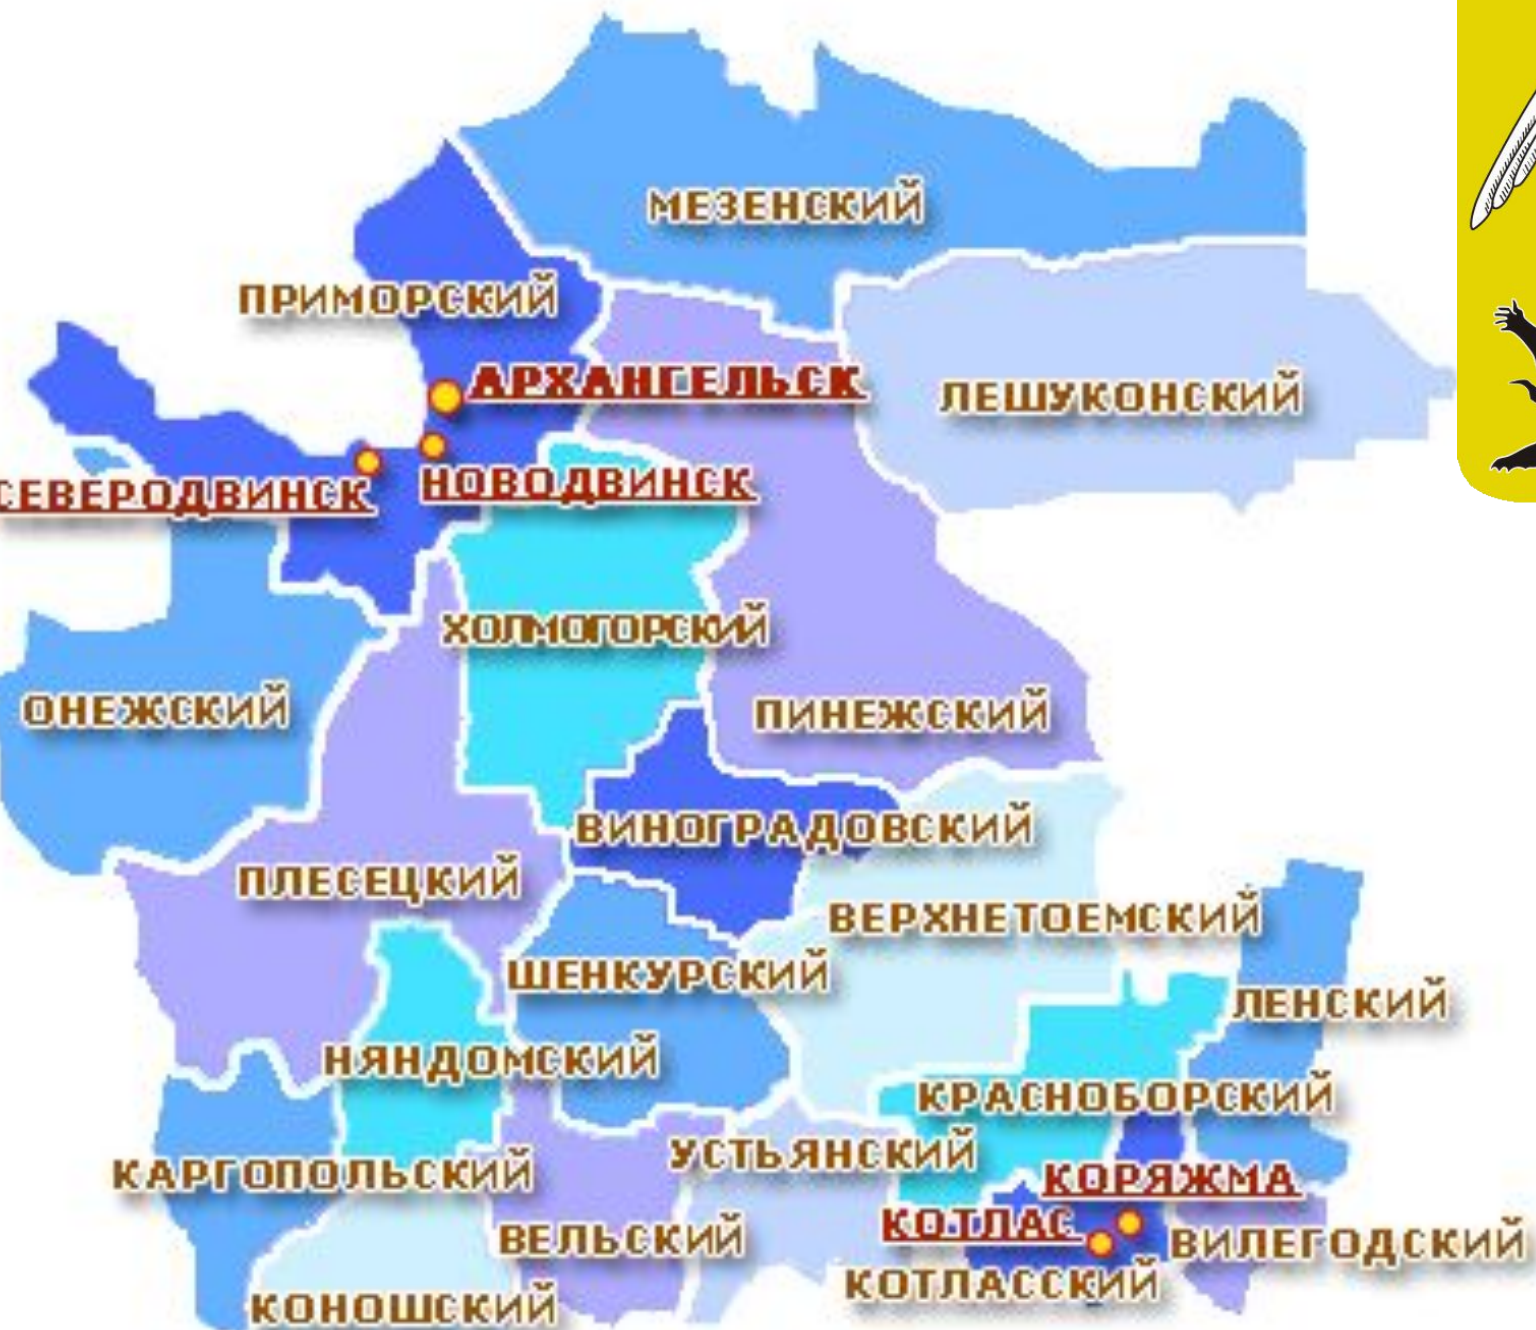 МЕЗЕНСКИЙ
ПРИМОРСКИЙ
АРХАНГЕЛЬСК
ЛЕШУКОНСКИЙ
СЕВЕРОДВИНСК
НОВОДВИНСК
ХОЛМОГОРСКИЙ
ОНЕЖСКИЙ
ПИНЕЖСКИЙ
ВИНОГРАДОВСКИЙ
ПЛЕСЕЦКИЙ
ВЕРХНЕТОЕМСКИЙ
ШЕНКУРСКИЙ
ЛЕНСКИЙ
НЯНДОМСКИЙ
КРАСНОБОРСКИЙ
УСТЬЯНСКИЙ
КАРГОПОЛЬСКИЙ
КОРЯЖМА
КОТЛАС
ВЕЛЬСКИЙ
ВИЛЕГОДСКИЙ
КОТЛАССКИЙ
КОНОШСКИЙ